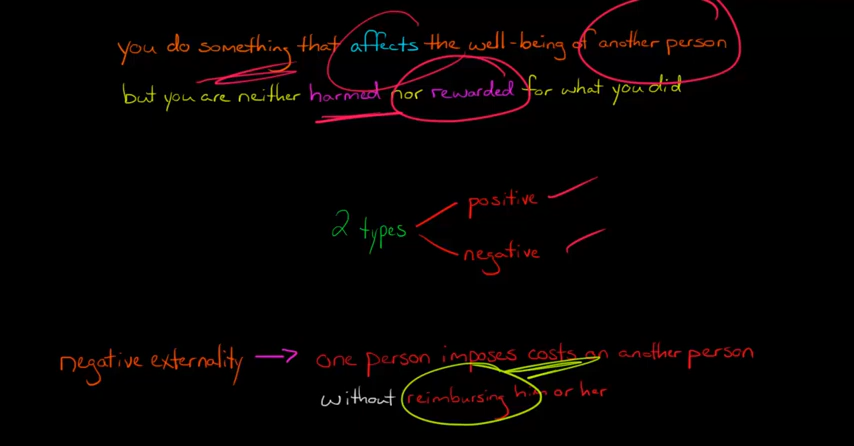 you do something that affects the well-being of another person
but you are neither harmed nor rewarded for what you did
2 types
positive
negative
negative externality → one person imposes costs on another person
without reimbursing him or her